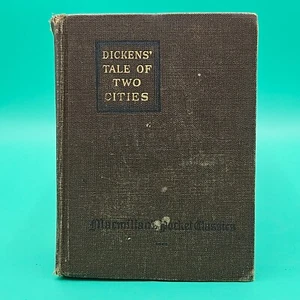 DICKENS'
TALE OF
TWO
CITIES
Macmillan's Pocket Classics